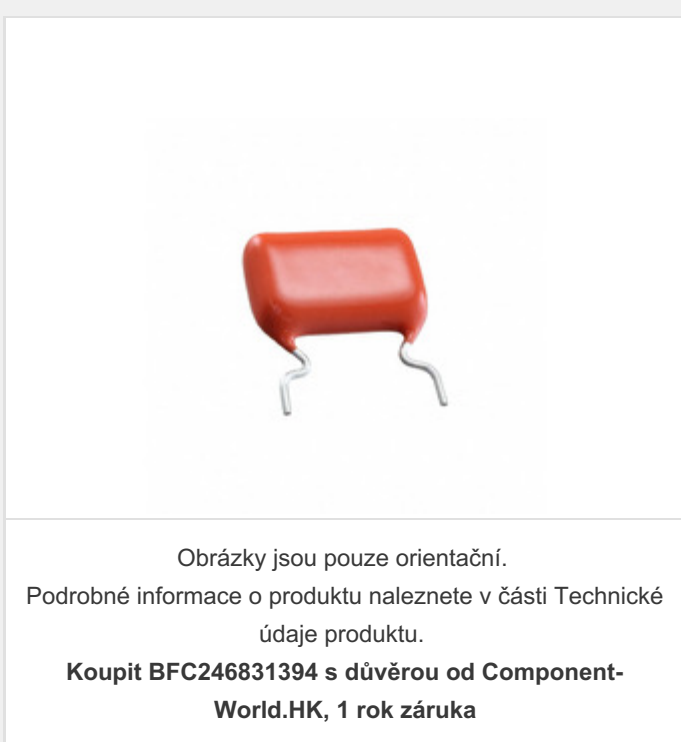 Obrázky jsou pouze orientační.
Podrobné informace o produktu naleznete v části Technické
údaje produktu.
Koupit BFC246831394 s důvěrou od Component-
World.HK, 1 rok záruka